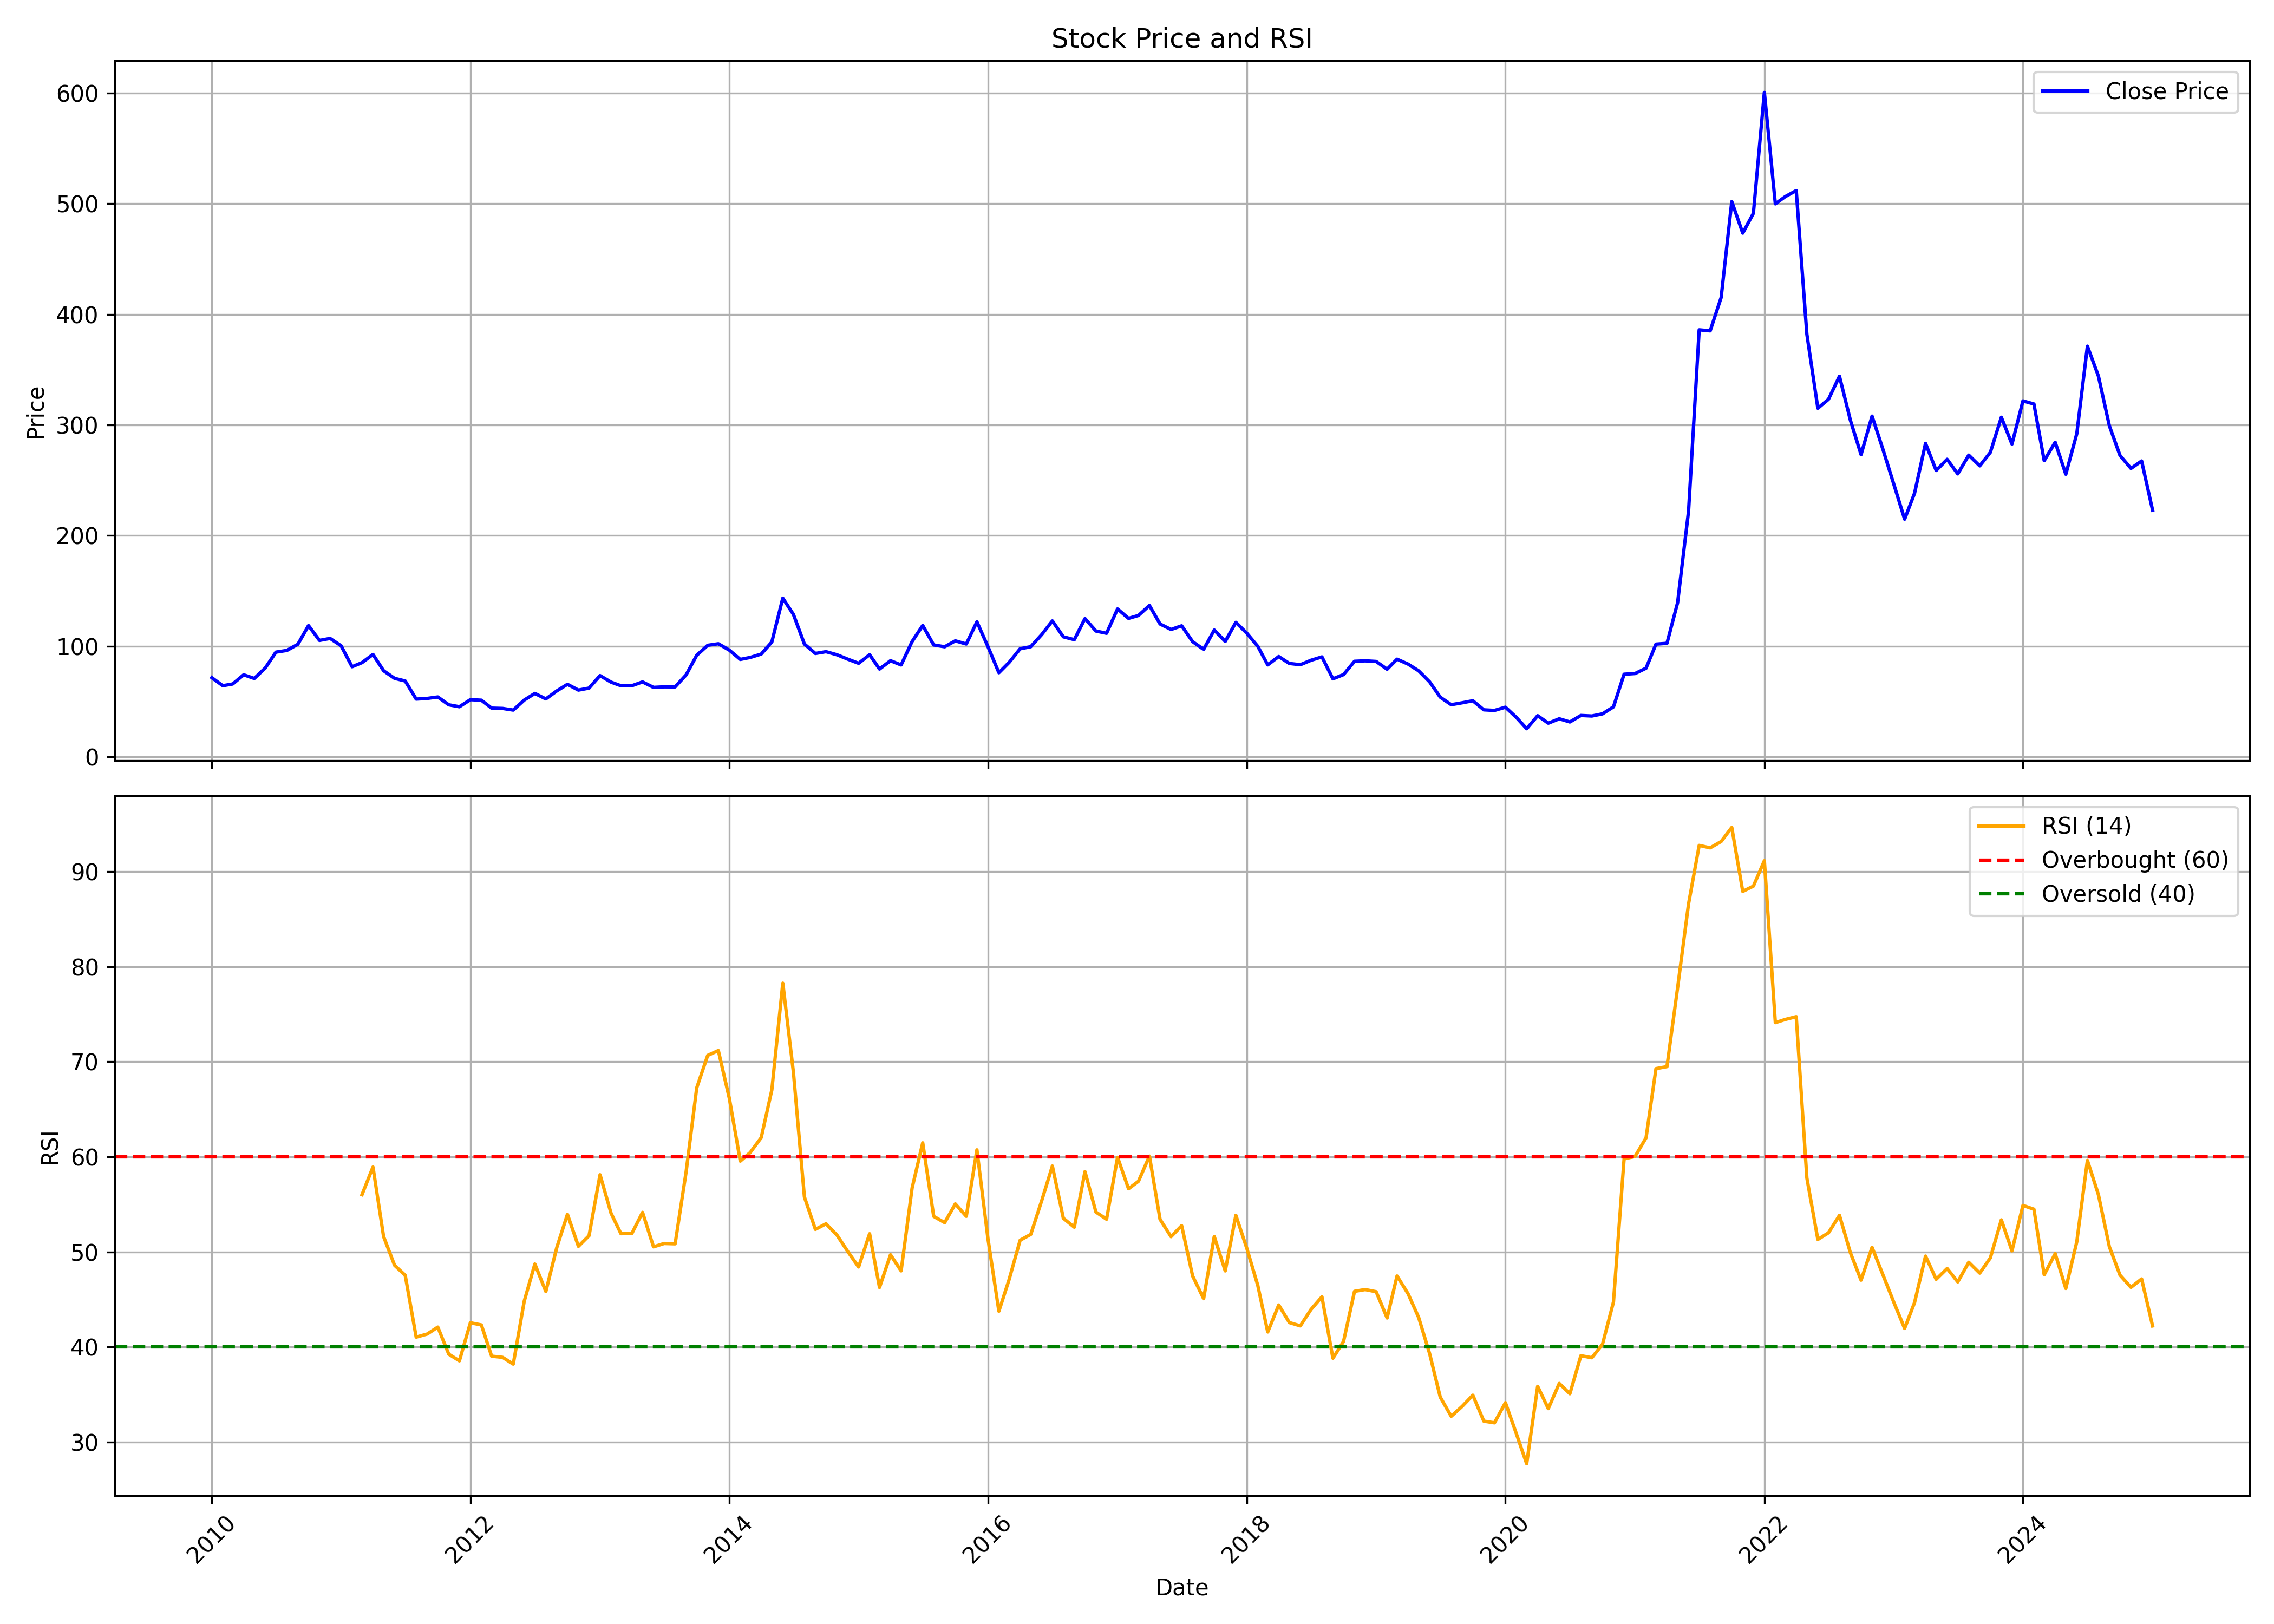 Stock Price and RSI
Close Price
Price
600
500
400
300
200
100
0
RSI (14)
Overbought (60)
Oversold (40)
RSI
90
80
70
60
50
40
30
2010
2012
2014
2016
2018
2020
2022
2024
Date